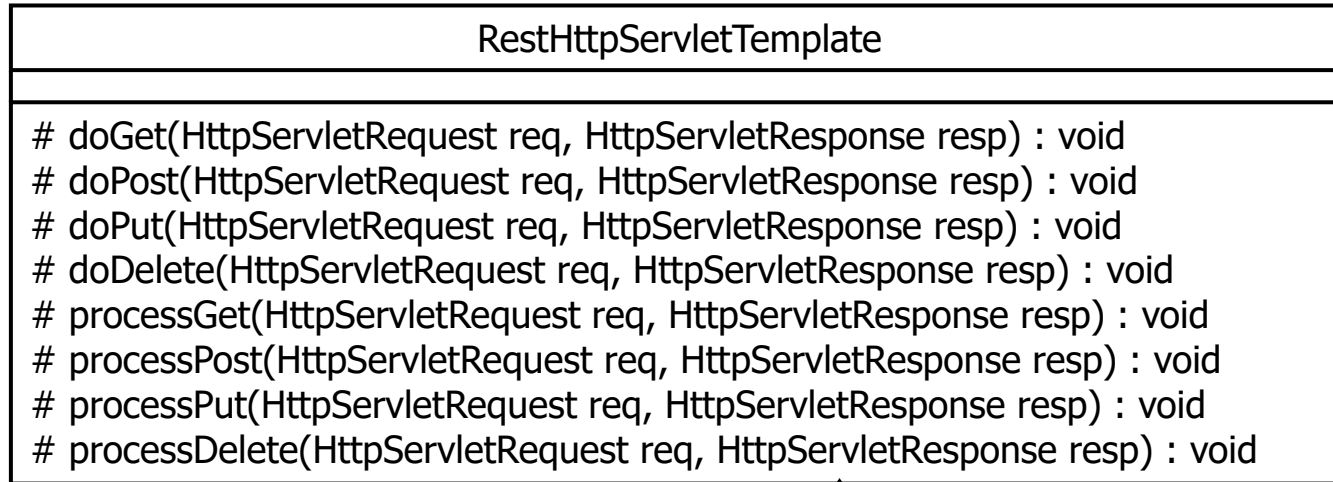 RestHttpServletTemplate
# doGet(HttpServletRequest req, HttpServletResponse resp) : void
# doPost(HttpServletRequest req, HttpServletResponse resp) : void
# doPut(HttpServletRequest req, HttpServletResponse resp) : void
# doDelete(HttpServletRequest req, HttpServletResponse resp) : void
# processGet(HttpServletRequest req, HttpServletResponse resp) : void
# processPost(HttpServletRequest req, HttpServletResponse resp) : void
# processPut(HttpServletRequest req, HttpServletResponse resp) : void
# processDelete(HttpServletRequest req, HttpServletResponse resp) : void